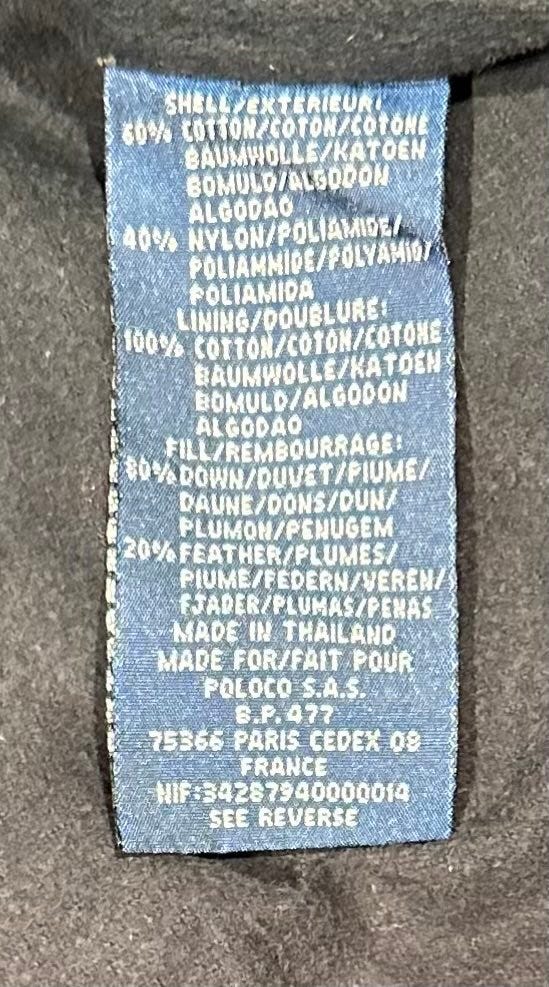 SHELL/EXTERIEUR:
60% COTTON/COTON/COTONE
BAUMWOLLE/KATOEN
BOMULD/ALGODON
ALGODAO
40% NYLON/POLIAMIDE/
POLIAMMIDE/POLYAMID/
POLIAMIDA
LINING/DOUBLURE:
100% COTTON/COTON/COTONE
BAUMWOLLE/KATOEN
BOMULD/ALGODON
ALGODAO
FILL/REMBOURRAGE:
80% DOWN/DUVET/PIUME/
DAUNE/DONS/DUN/
PLUMON/PENUGEM
20% FEATHER/PLUMES/
PIUME/FEDERN/VEREN/
FJADER/PLUMAS/PENAS
MADE IN THAILAND
MADE FOR/FAIT POUR
POLOCO S.A.S.
B.P. 477
75366 PARIS CEDEX 08
FRANCE
NIF:34287940000014
SEE REVERSE